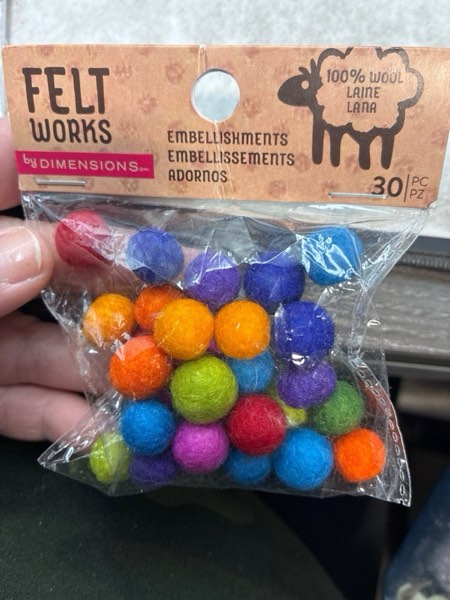 FELT
WORKS
by DIMENSIONS
EMBELLISHMENTS
EMBELLISSEMENTS
ADORNOS
100% WOOL
LAINE
LANA
30 PC
PZ